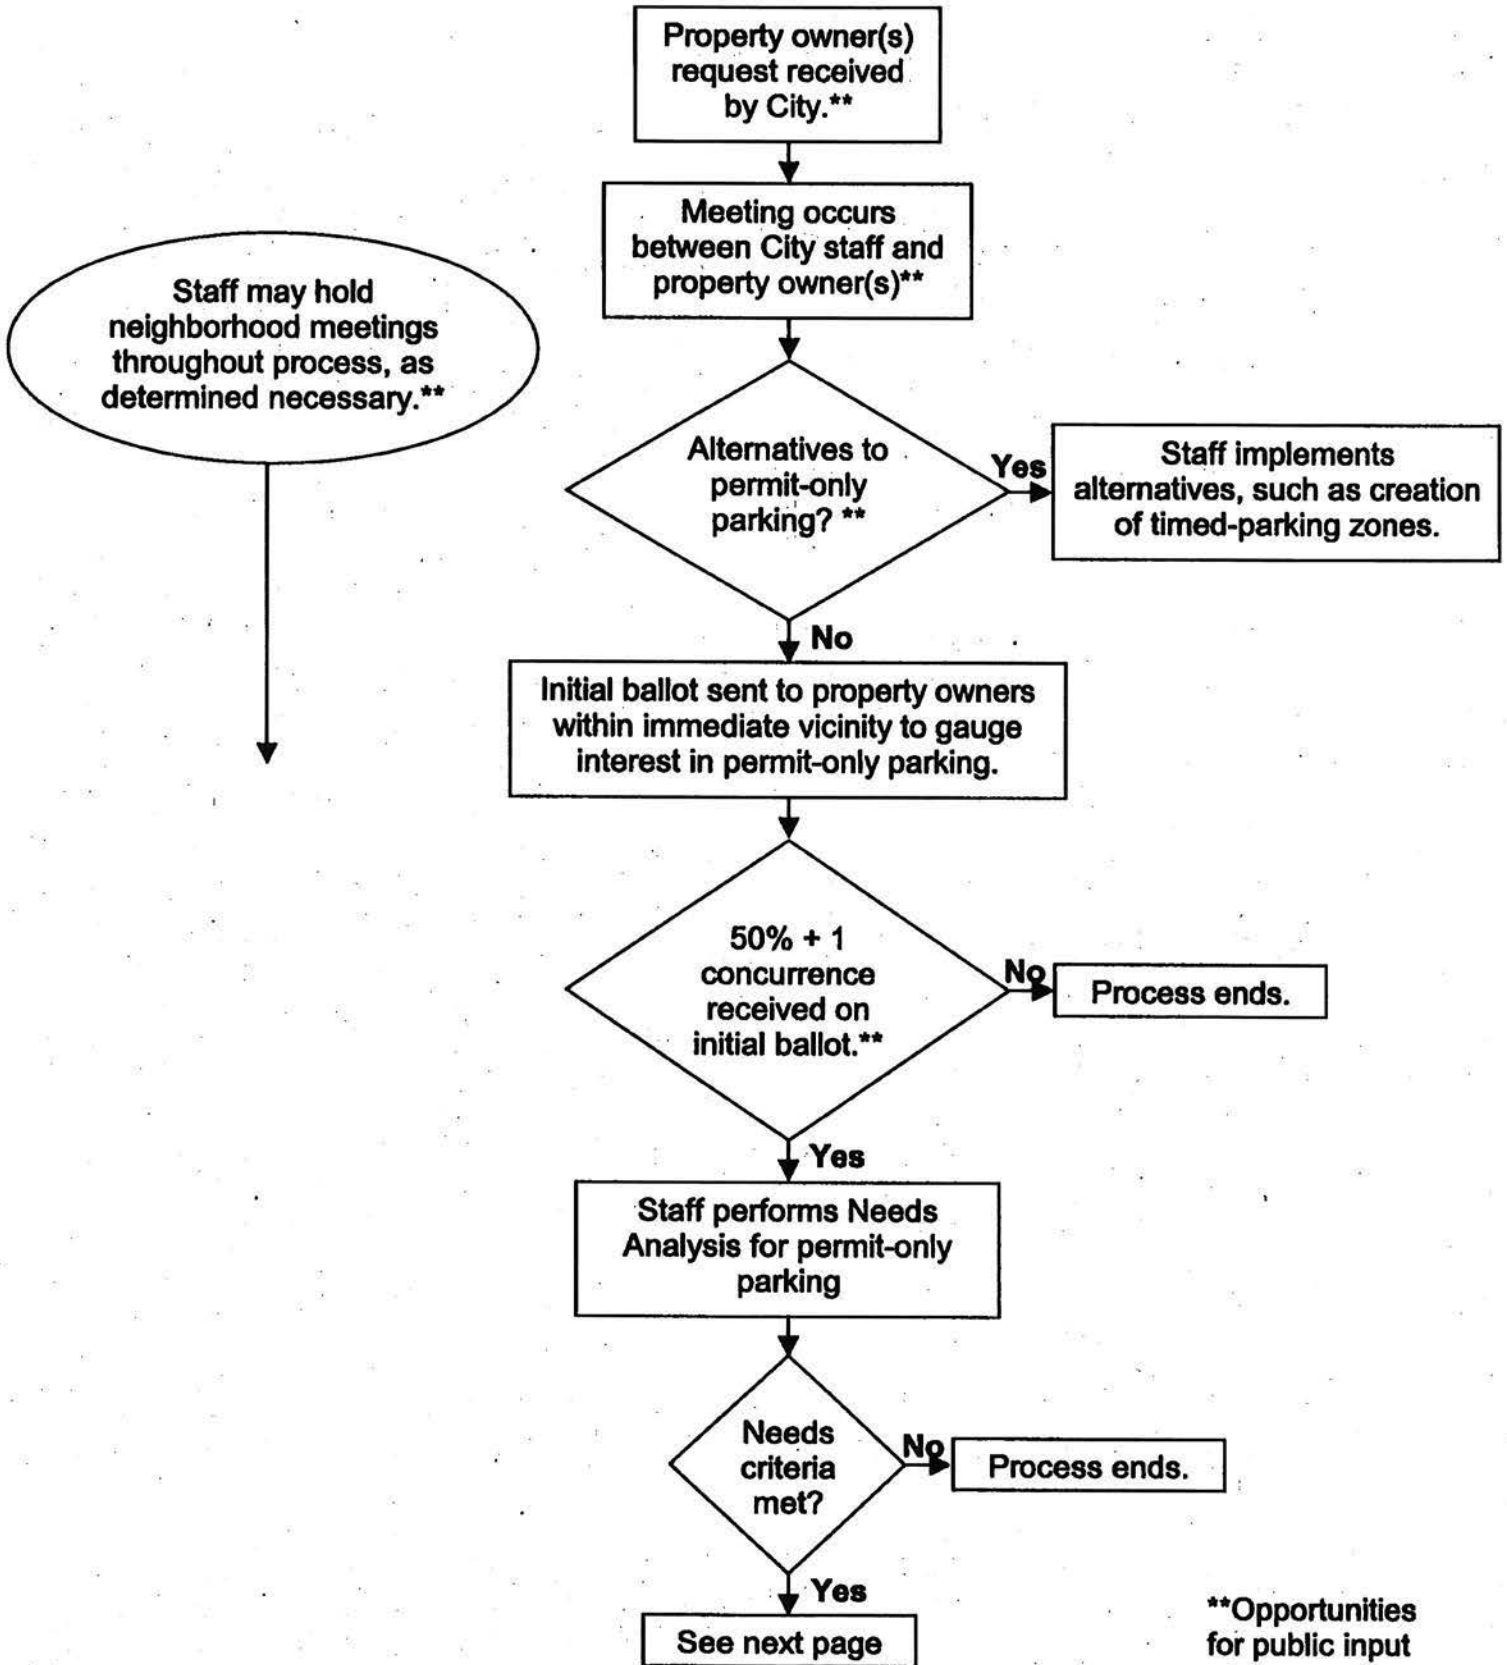 Property owner(s)
request received
by City.**
Meeting occurs
between City staff and
property owner(s)**
Staff may hold
neighborhood meetings
throughout process, as
determined necessary.**
Alternatives to
permit-only
parking? **
Yes
Staff implements
alternatives, such as creation
of timed-parking zones.
No
Initial ballot sent to property owners
within immediate vicinity to gauge
interest in permit-only parking.
50% + 1
concurrence
received on
initial ballot.**
No
Process ends.
Yes
Staff performs Needs
Analysis for permit-only
parking
Needs
criteria
met?
No
Process ends.
Yes
See next page
**Opportunities
for public input